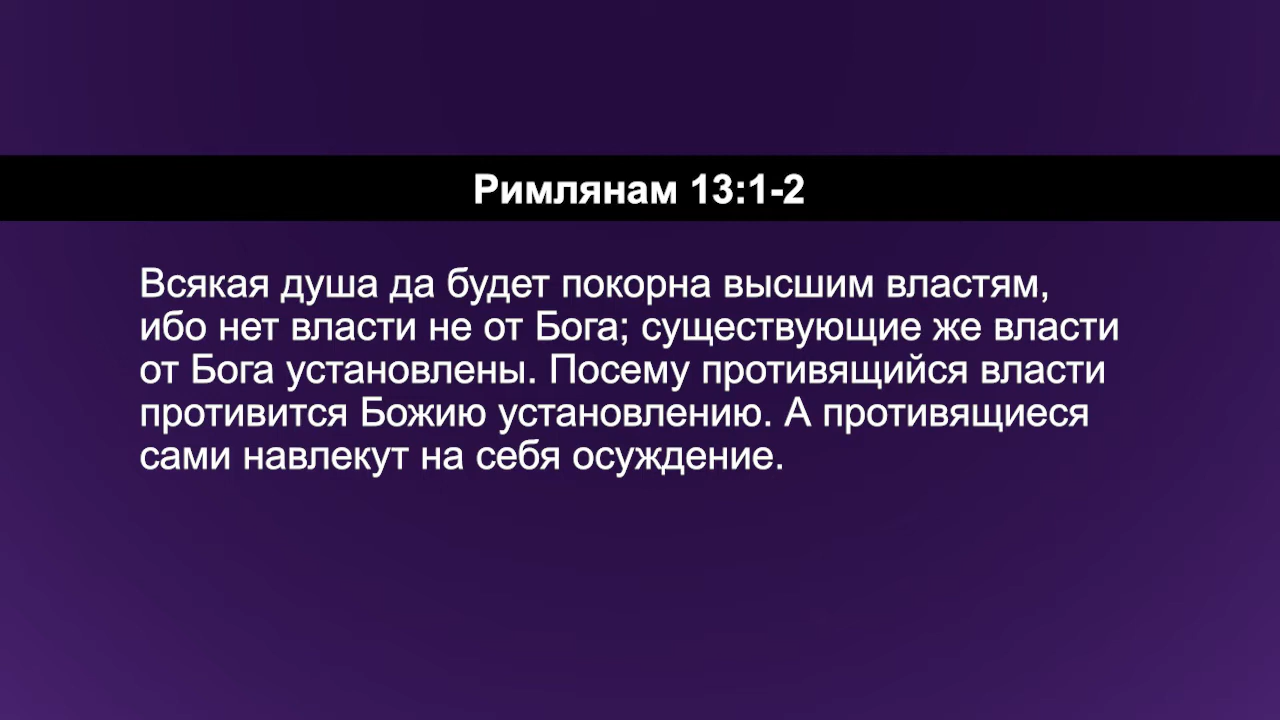 Римлянам 13:1-2
Всякая душа да будет покорна высшим властям,
ибо нет власти не от Бога; существующие же власти
от Бога установлены. Посему противящийся власти
противится Божию установлению. А противящиеся
сами навлекут на себя осуждение.